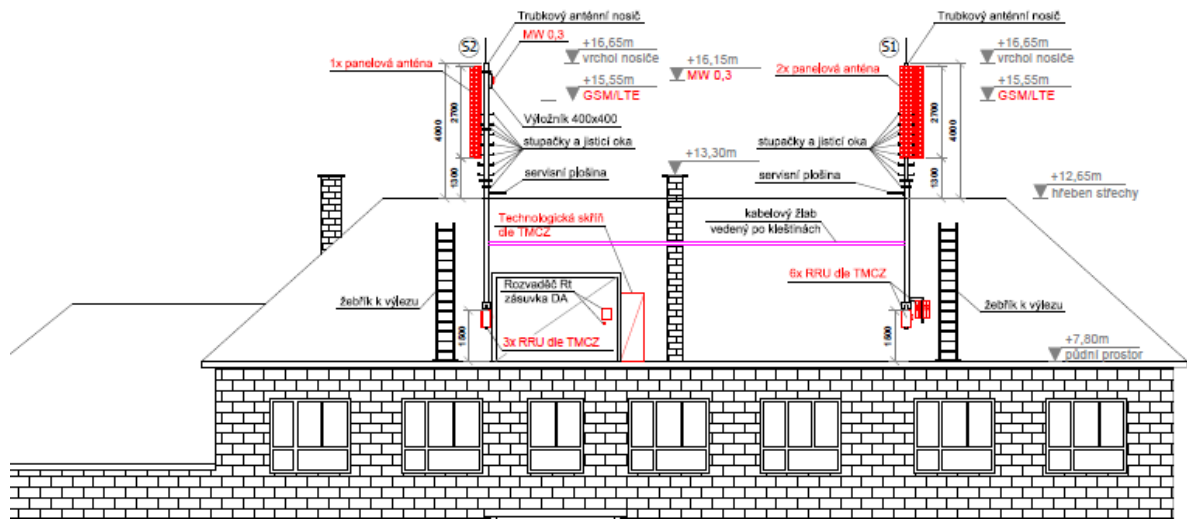 Trubkový anténní nosič
S2
MW 0,3
+16,65m
vrchol nosiče
1x panelová anténa
+16,15m
MW 0,3
+15,55m
GSM/LTE
Výložník 400x400
2700
4000
1300
stupačky a jisticí oka
servisní plošina
+13,30m
Trubkový anténní nosič
S1
+16,65m
vrchol nosiče
2x panelová anténa
+15,55m
GSM/LTE
2700
4000
1300
stupačky a jisticí oka
servisní plošina
+12,65m
hřeben střechy
Technologická skříň
dle TMCZ
kabelový žlab
vedený po kleštinách
Rozvaděč Rt
zásuvka DA
6x RRU dle TMCZ
žebřík k výlezu
žebřík k výlezu
1500
3x RRU dle TMCZ
1500
+7,80m
půdní prostor